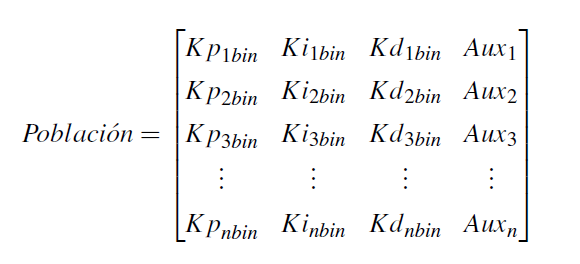 Kp₁bin Ki₁bin Kd₁bin Aux₁
Kp₂bin Ki₂bin Kd₂bin Aux₂
Población = Kp₃bin Ki₃bin Kd₃bin Aux₃
⋮ ⋮ ⋮ ⋮
Kpₙbin Kiₙbin Kdₙbin Auxₙ